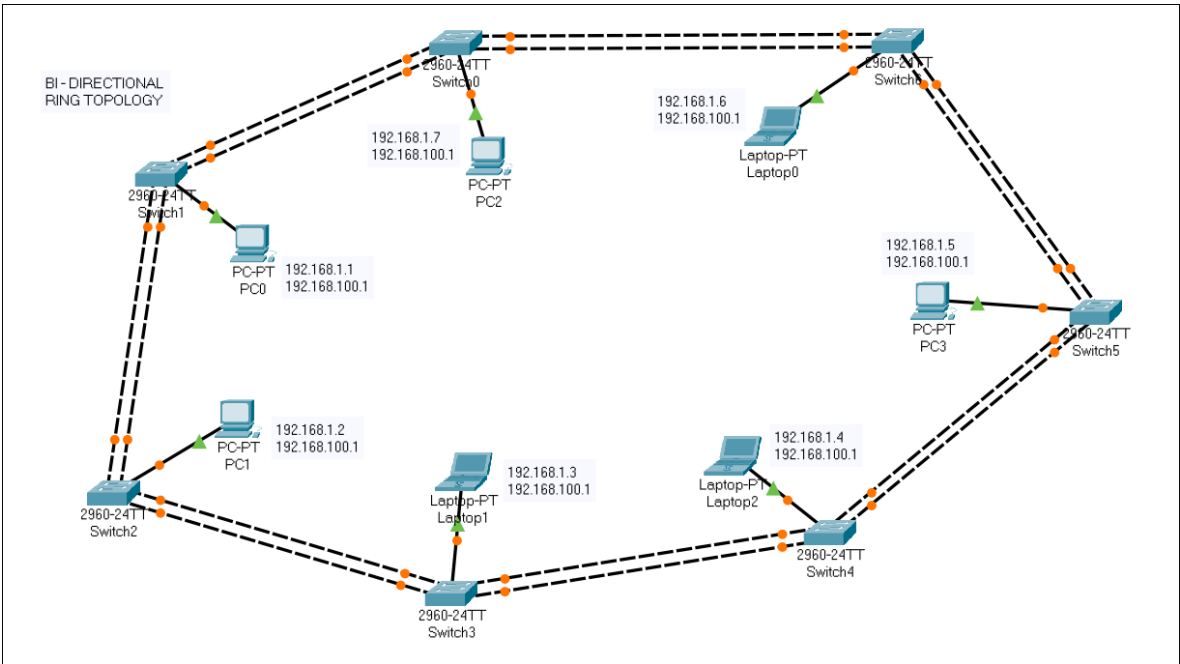 BI - DIRECTIONAL
RING TOPOLOGY
2960-24TT
Switch0
192.168.1.7
192.168.100.1
PC-PT
PC2
2960-24TT
Switch6
192.168.1.6
192.168.100.1
Laptop-PT
Laptop0
2960-24TT
Switch1
PC-PT
PC0
192.168.1.1
192.168.100.1
192.168.1.5
192.168.100.1
PC-PT
PC3
2960-24TT
Switch5
PC-PT
PC1
192.168.1.2
192.168.100.1
2960-24TT
Switch2
Laptop-PT
Laptop1
192.168.1.3
192.168.100.1
Laptop-PT
Laptop2
192.168.1.4
192.168.100.1
2960-24TT
Switch4
2960-24TT
Switch3